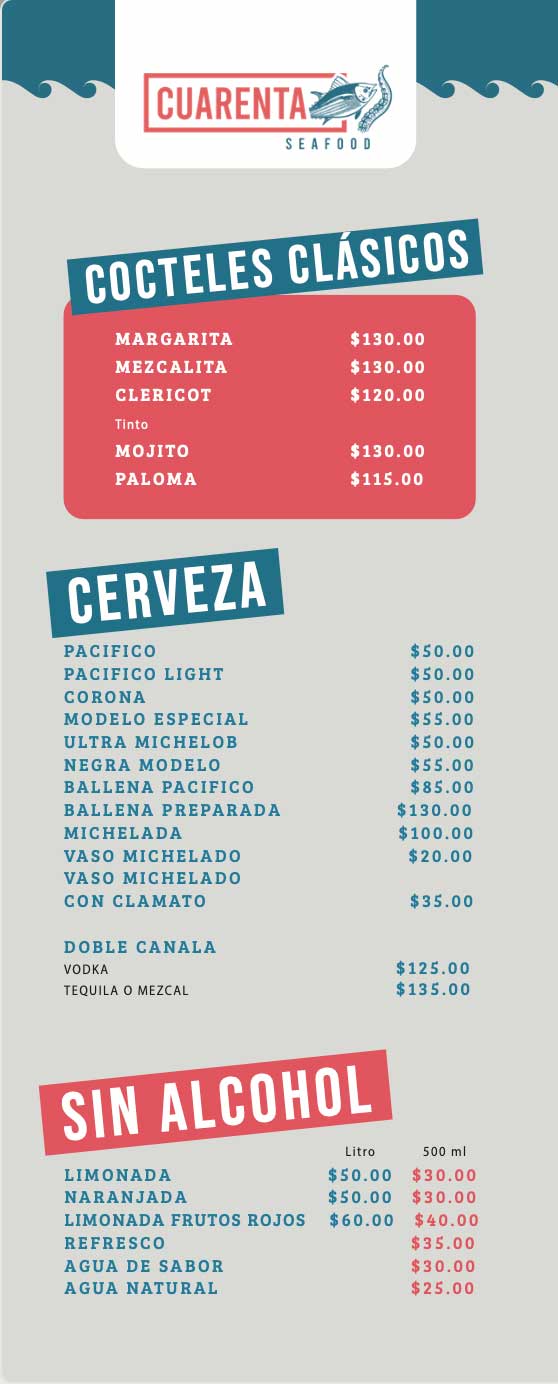 CUARENTA
SEAFOOD
COCTELES CLÁSICOS
MARGARITA $130.00
MEZCALITA $130.00
CLERICOT $120.00
Tinto
MOJITO $130.00
PALOMA $115.00
CERVEZA
PACIFICO $50.00
PACIFICO LIGHT $50.00
CORONA $50.00
MODELO ESPECIAL $55.00
ULTRA MICHELOB $50.00
NEGRA MODELO $55.00
BALLENA PACIFICO $85.00
BALLENA PREPARADA $130.00
MICHELADA $100.00
VASO MICHELADO $20.00
VASO MICHELADO
CON CLAMATO $35.00
DOBLE CANALA
VODKA $125.00
TEQUILA O MEZCAL $135.00
SIN ALCOHOL
Litro 500 ml
LIMONADA $50.00 $30.00
NARANJADA $50.00 $30.00
LIMONADA FRUTOS ROJOS $60.00 $40.00
REFRESCO $35.00
AGUA DE SABOR $30.00
AGUA NATURAL $25.00